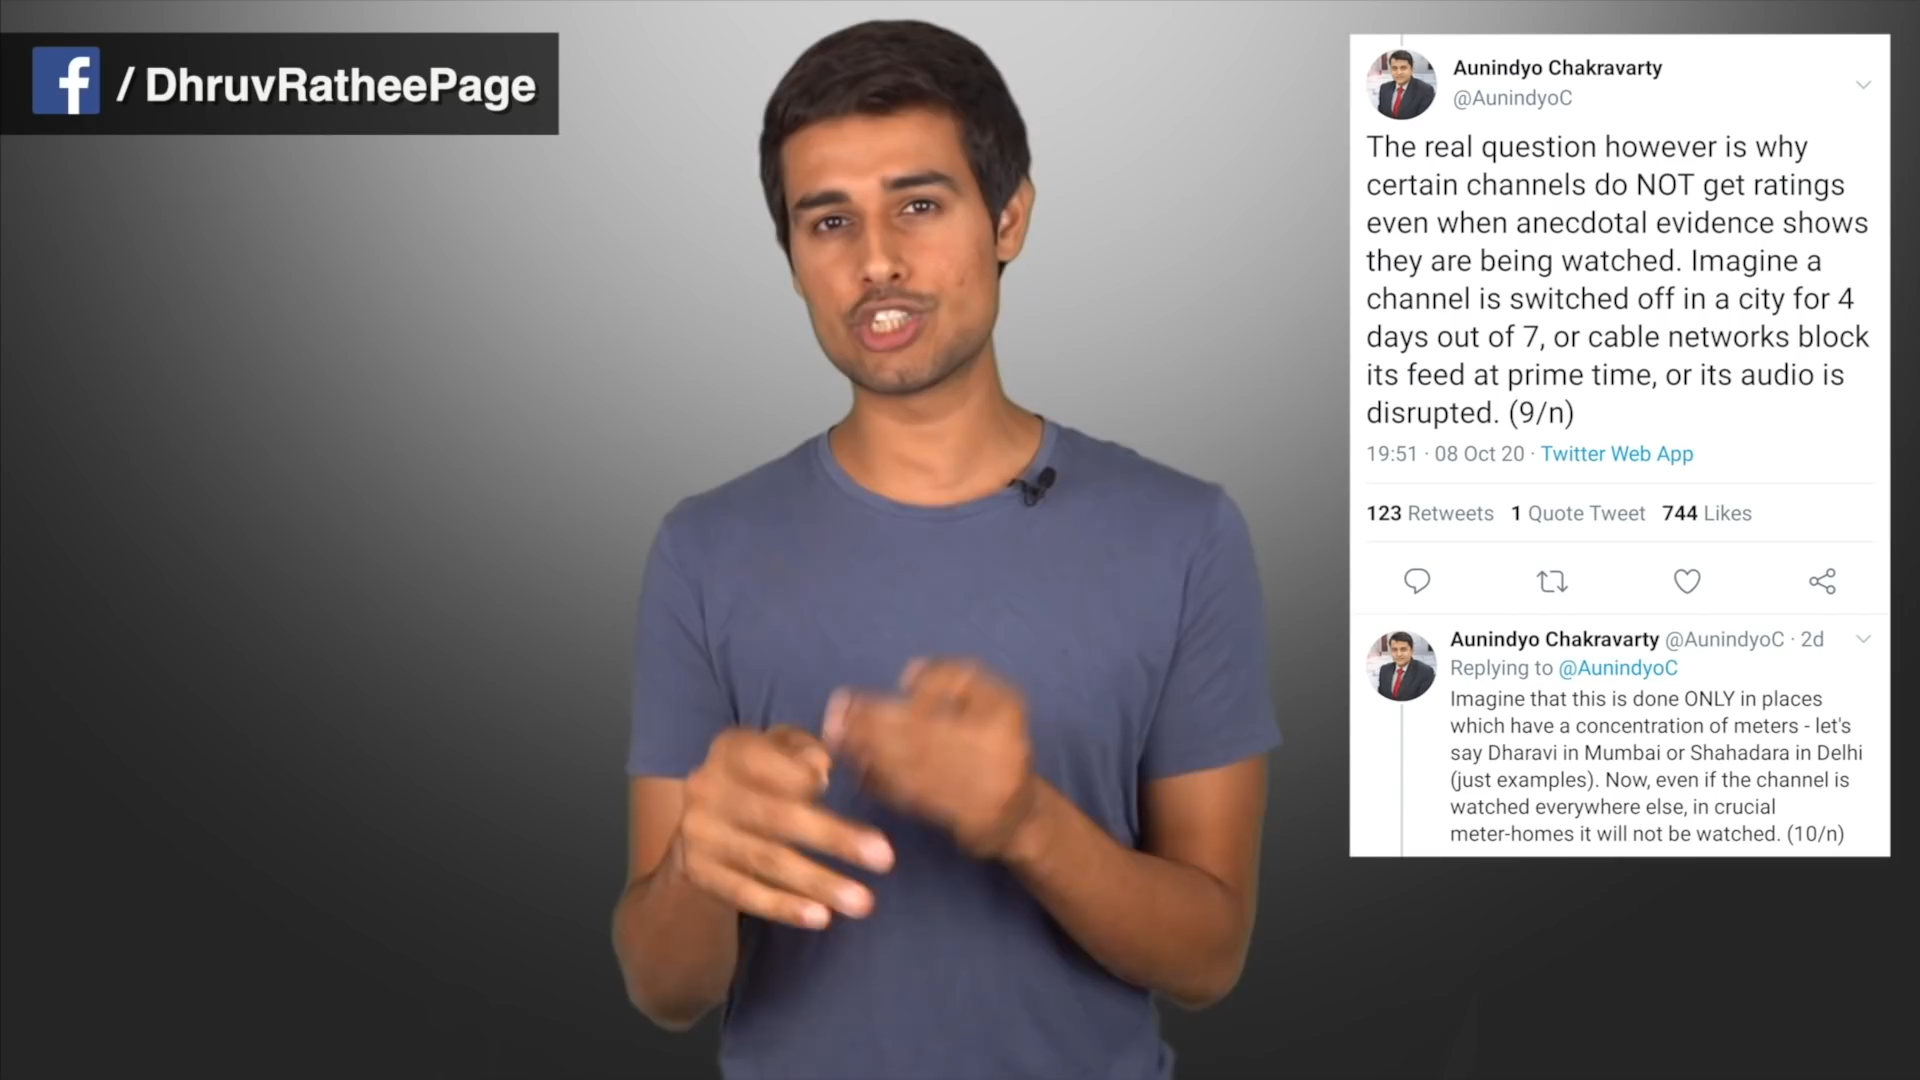 f / DhruvRatheePage
Aunindyo Chakravarty
@AunindyoC
The real question however is why
certain channels do NOT get ratings
even when anecdotal evidence shows
they are being watched. Imagine a
channel is switched off in a city for 4
days out of 7, or cable networks block
its feed at prime time, or its audio is
disrupted. (9/n)
19:51 · 08 Oct 20 · Twitter Web App
123 Retweets 1 Quote Tweet 744 Likes
Aunindyo Chakravarty @AunindyoC · 2d
Replying to @AunindyoC
Imagine that this is done ONLY in places
which have a concentration of meters - let's
say Dharavi in Mumbai or Shahadara in Delhi
(just examples). Now, even if the channel is
watched everywhere else, in crucial
meter-homes it will not be watched. (10/n)